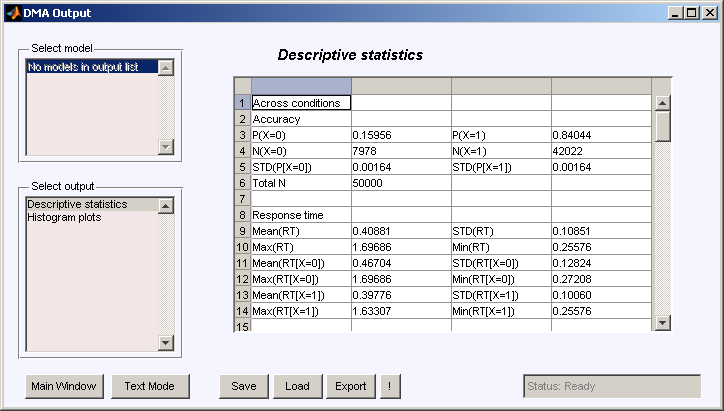 DMA Output
Select model
No models in output list
Select output
Descriptive statistics
Histogram plots
Descriptive statistics
1 Across conditions
2 Accuracy
3 P(X=0) 0.15956 P(X=1) 0.84044
4 N(X=0) 7978 N(X=1) 42022
5 STD(P[X=0]) 0.00164 STD(P[X=1]) 0.00164
6 Total N 50000
7
8 Response time
9 Mean(RT) 0.40881 STD(RT) 0.10851
10 Max(RT) 1.69686 Min(RT) 0.25576
11 Mean(RT[X=0]) 0.46704 STD(RT[X=0]) 0.12824
12 Max(RT[X=0]) 1.69686 Min(RT[X=0]) 0.27208
13 Mean(RT[X=1]) 0.39776 STD(RT[X=1]) 0.10060
14 Max(RT[X=1]) 1.63307 Min(RT[X=1]) 0.25576
15
Main Window Text Mode Save Load Export ! Status: Ready